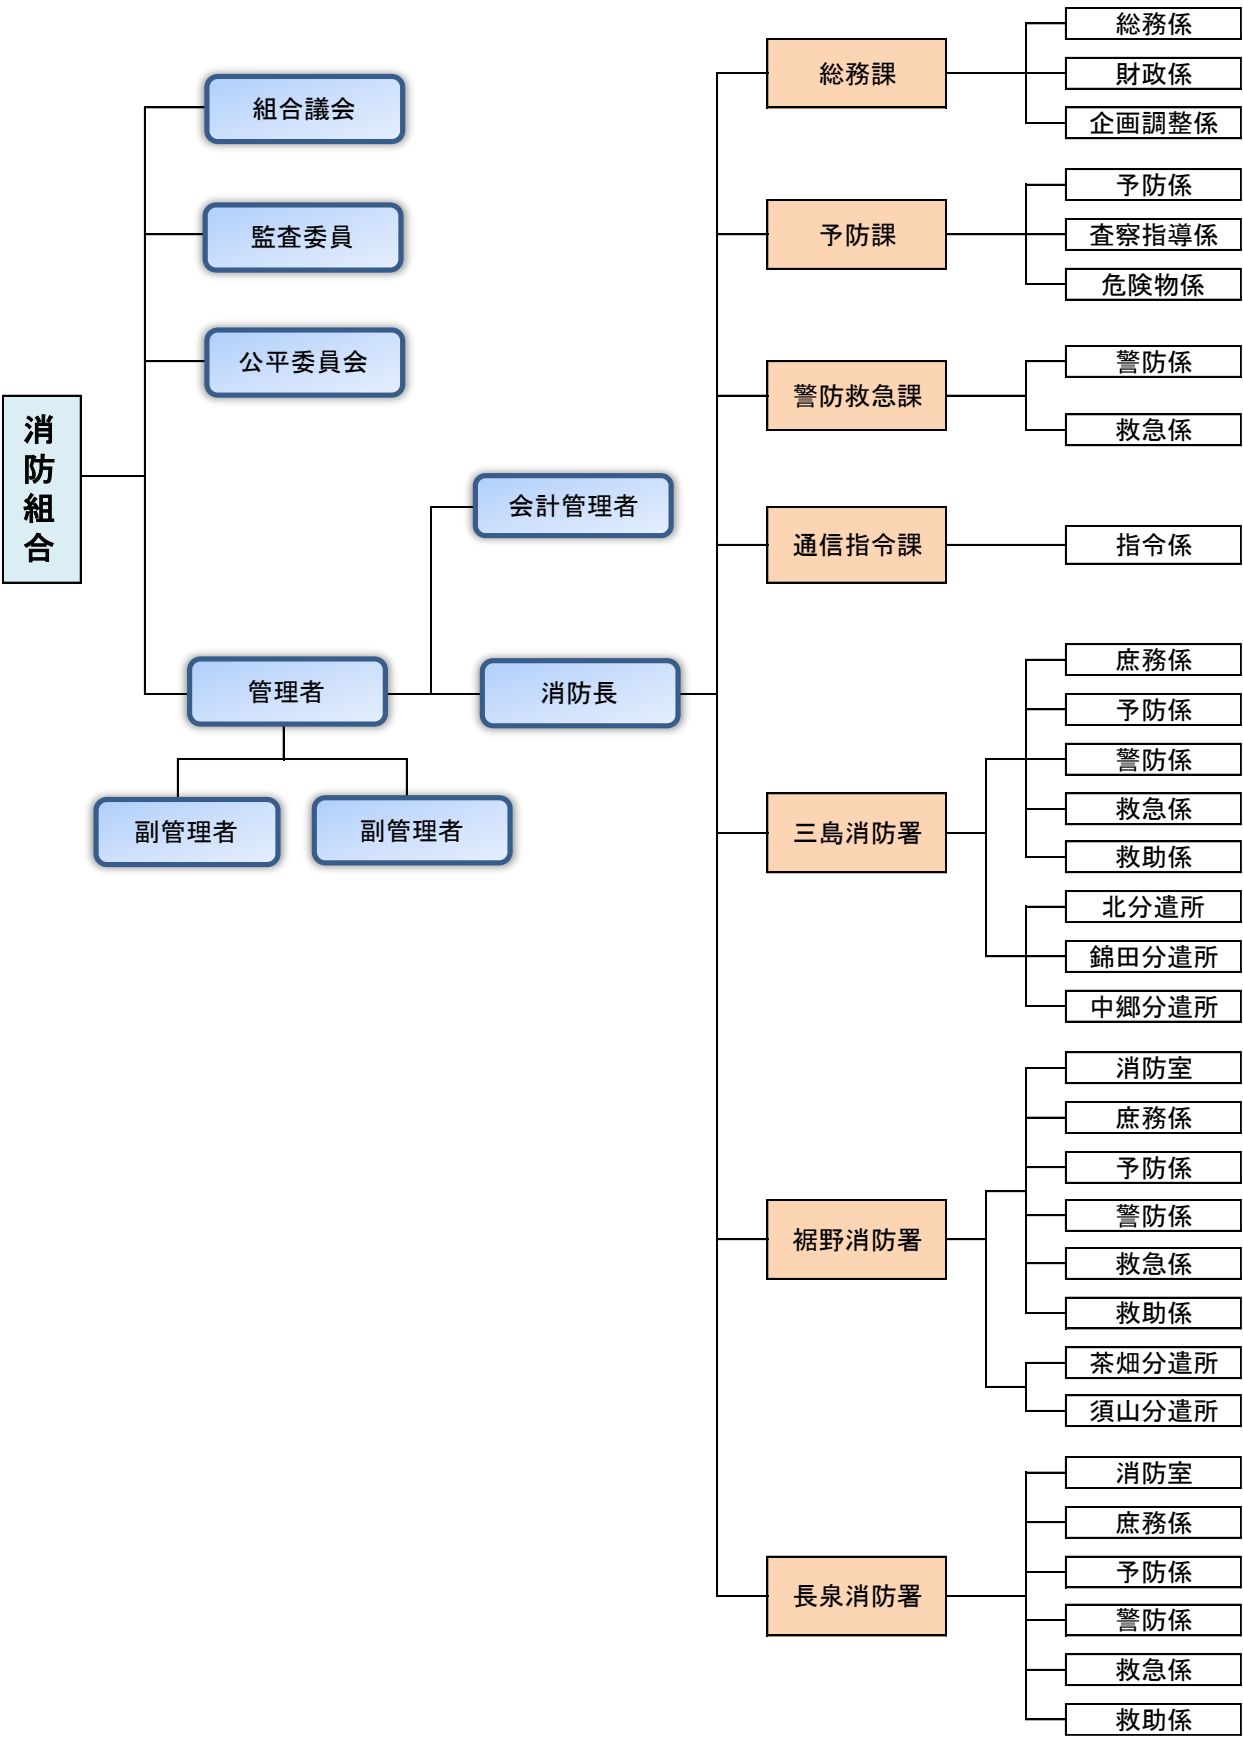 消防組合
組合議会
監査委員
公平委員会
管理者
副管理者
副管理者
会計管理者
消防長
総務課
総務係
財政係
企画調整係
予防課
予防係
査察指導係
危険物係
警防救急課
警防係
救急係
通信指令課
指令係
三島消防署
庶務係
予防係
警防係
救急係
救助係
北分遣所
錦田分遣所
中郷分遣所
裾野消防署
消防室
庶務係
予防係
警防係
救急係
救助係
茶畑分遣所
須山分遣所
長泉消防署
消防室
庶務係
予防係
警防係
救急係
救助係